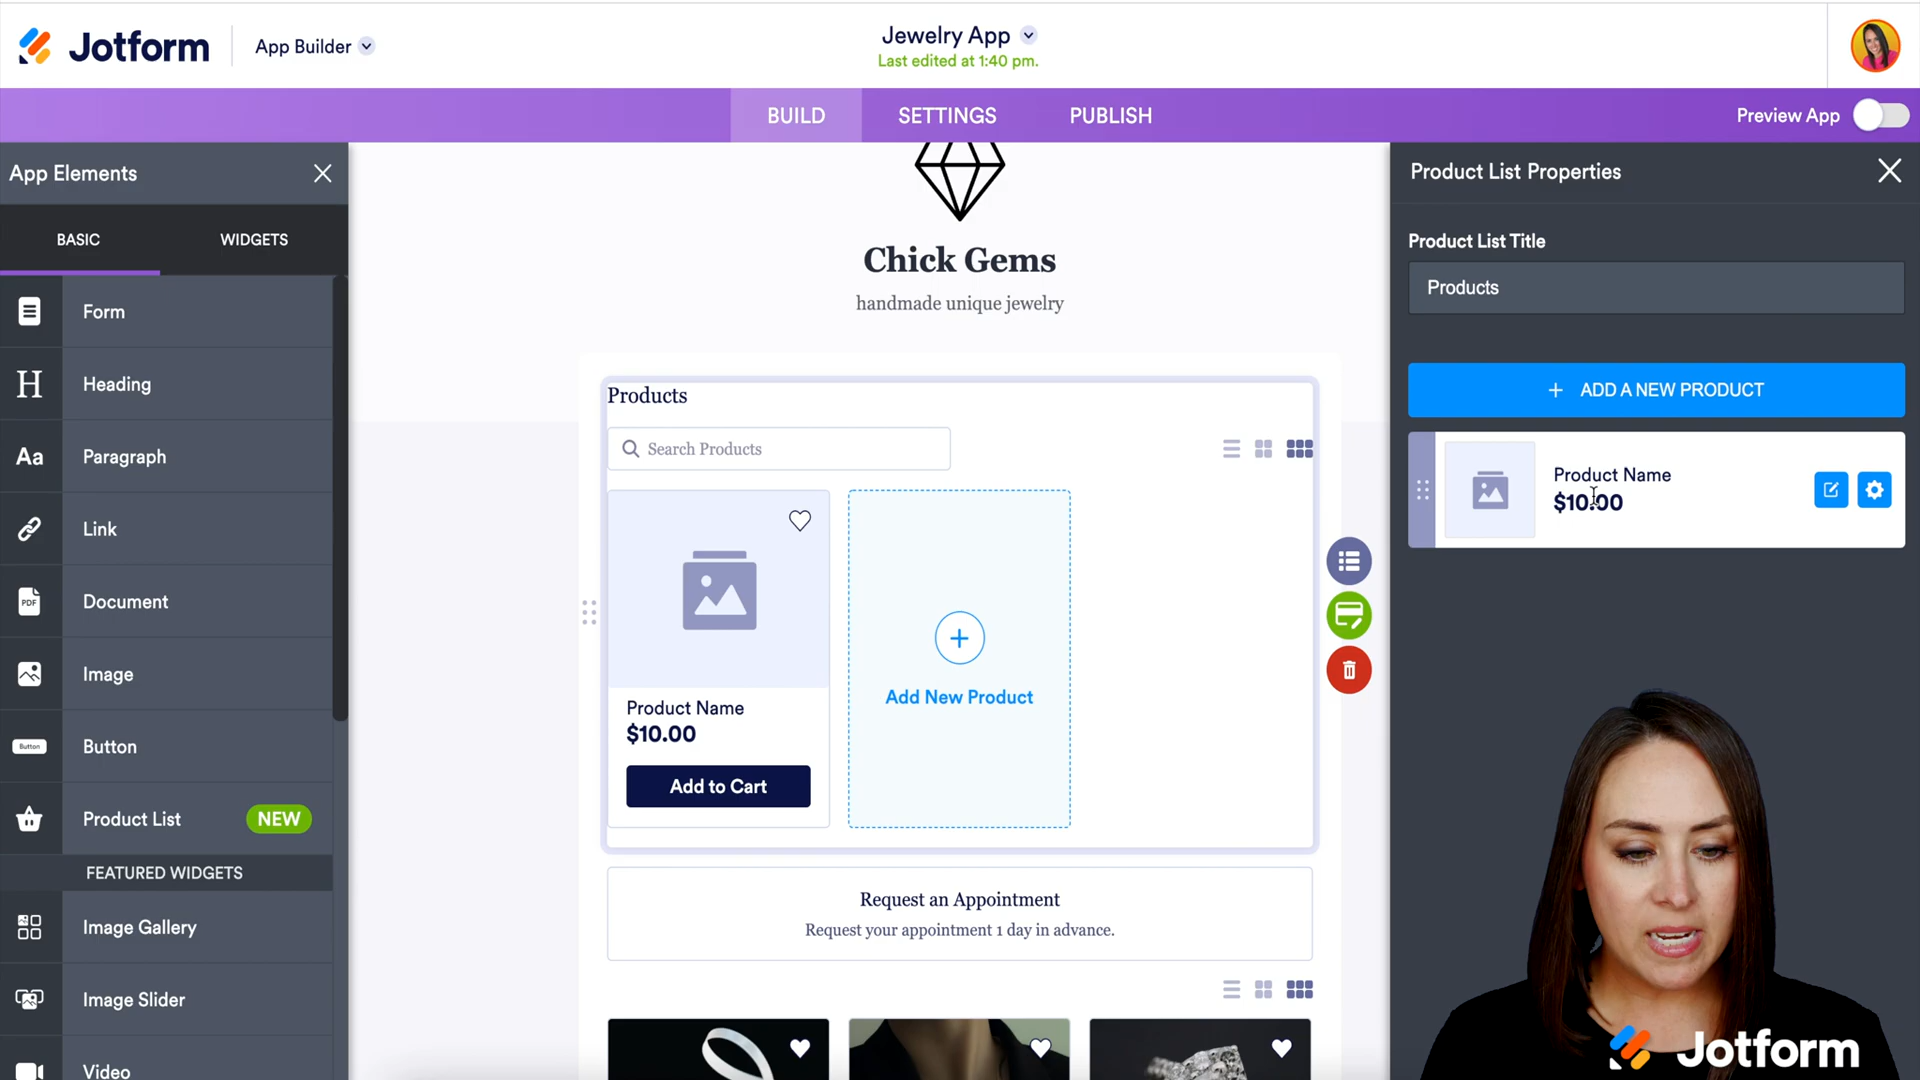 Jotform
App Builder
Jewelry App
Last edited at 1:40 pm.
BUILD
SETTINGS
PUBLISH
Preview App
App Elements
BASIC
WIDGETS
Form
H
Heading
Aa
Paragraph
Link
PDF
Document
Image
Button
Button
Product List
NEW
FEATURED WIDGETS
Image Gallery
Image Slider
Video
Chick Gems
handmade unique jewelry
Products
Search Products
Product Name
$10.00
Add to Cart
Add New Product
Request an Appointment
Request your appointment 1 day in advance.
Product List Properties
Product List Title
Products
+ ADD A NEW PRODUCT
Product Name
$10.00
Jotform